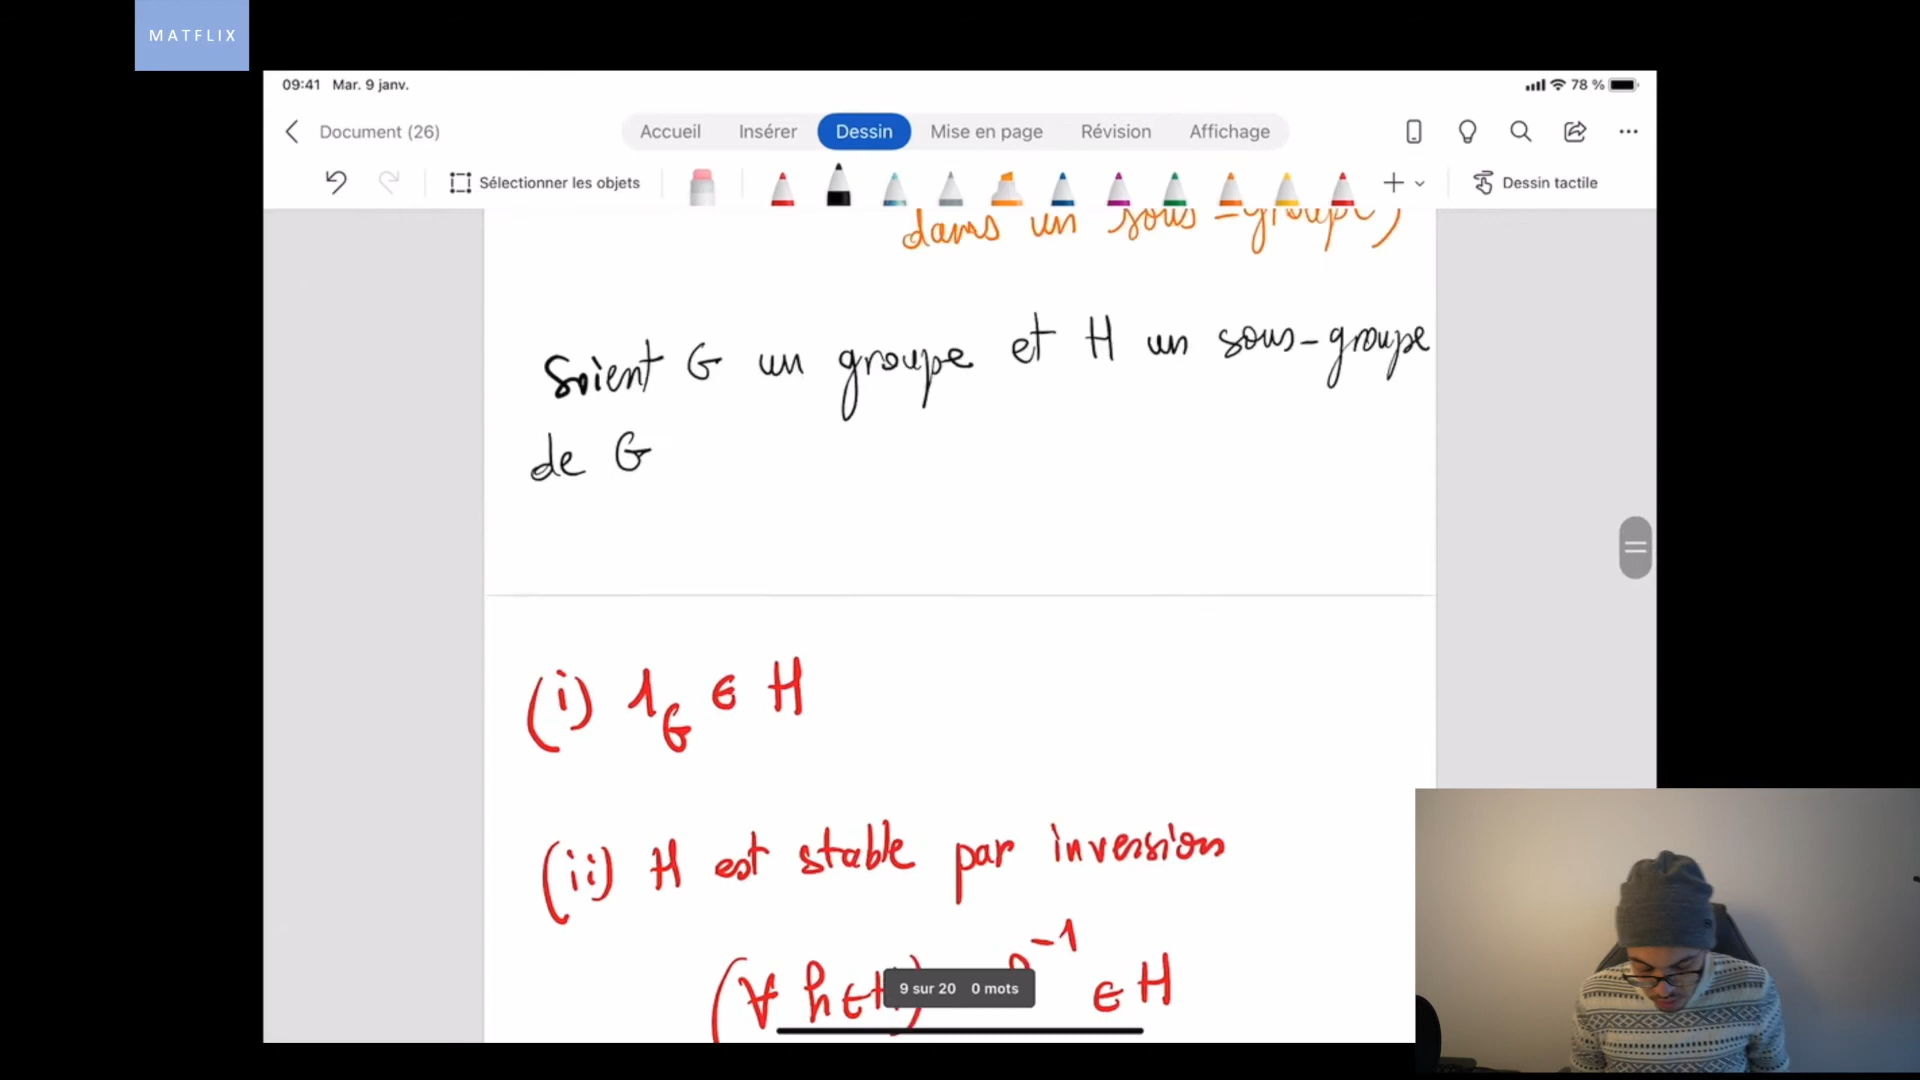 MATFLIX
09:41 Mar. 9 janv.
78 %
Document (26)
Accueil Insérer Dessin Mise en page Révision Affichage
Sélectionner les objets
Dessin tactile
dans un sous-groupe)
Soient G un groupe et H un sous-groupe
de G
(i) 1_G ∈ H
(ii) H est stable par inversion
(∀ h ∈ H) h⁻¹ ∈ H
9 sur 20 0 mots